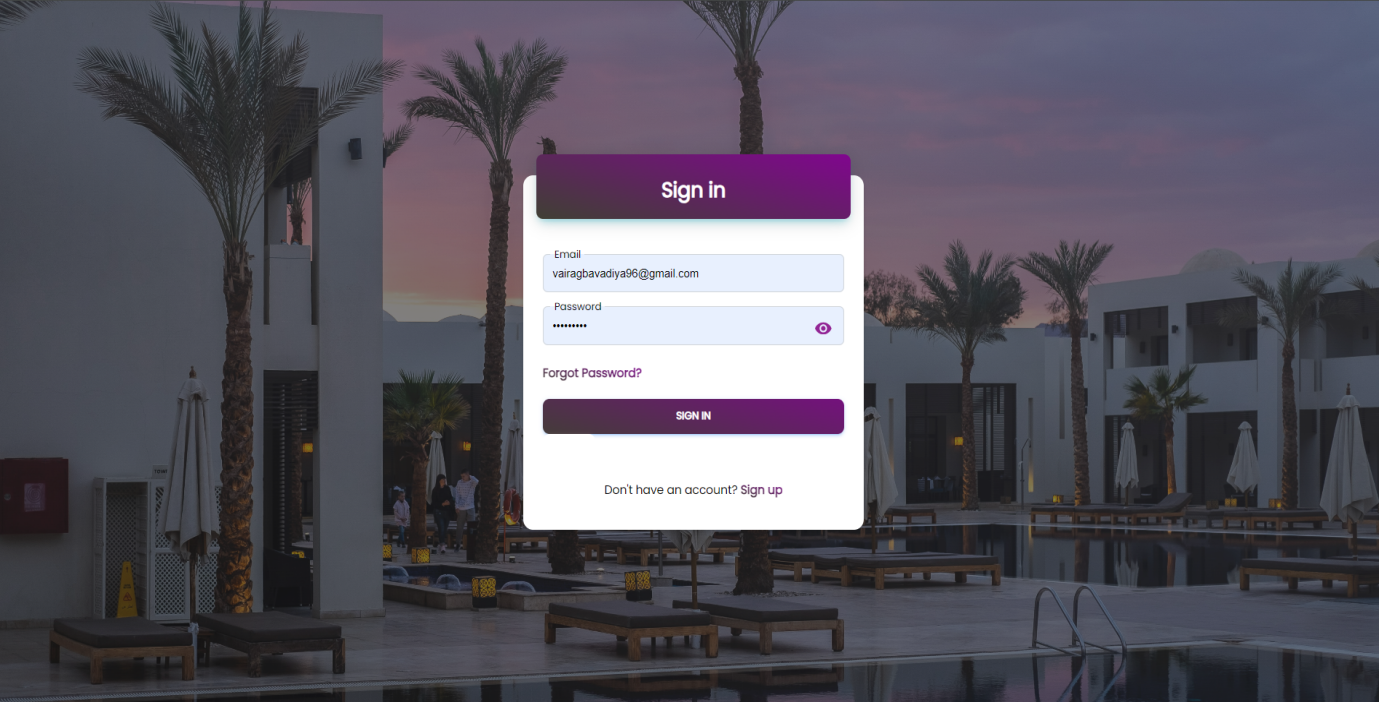 Sign in
Email
vairagbavadiya96@gmail.com
Password
•••••••••
Forgot Password?
SIGN IN
Don't have an account? Sign up